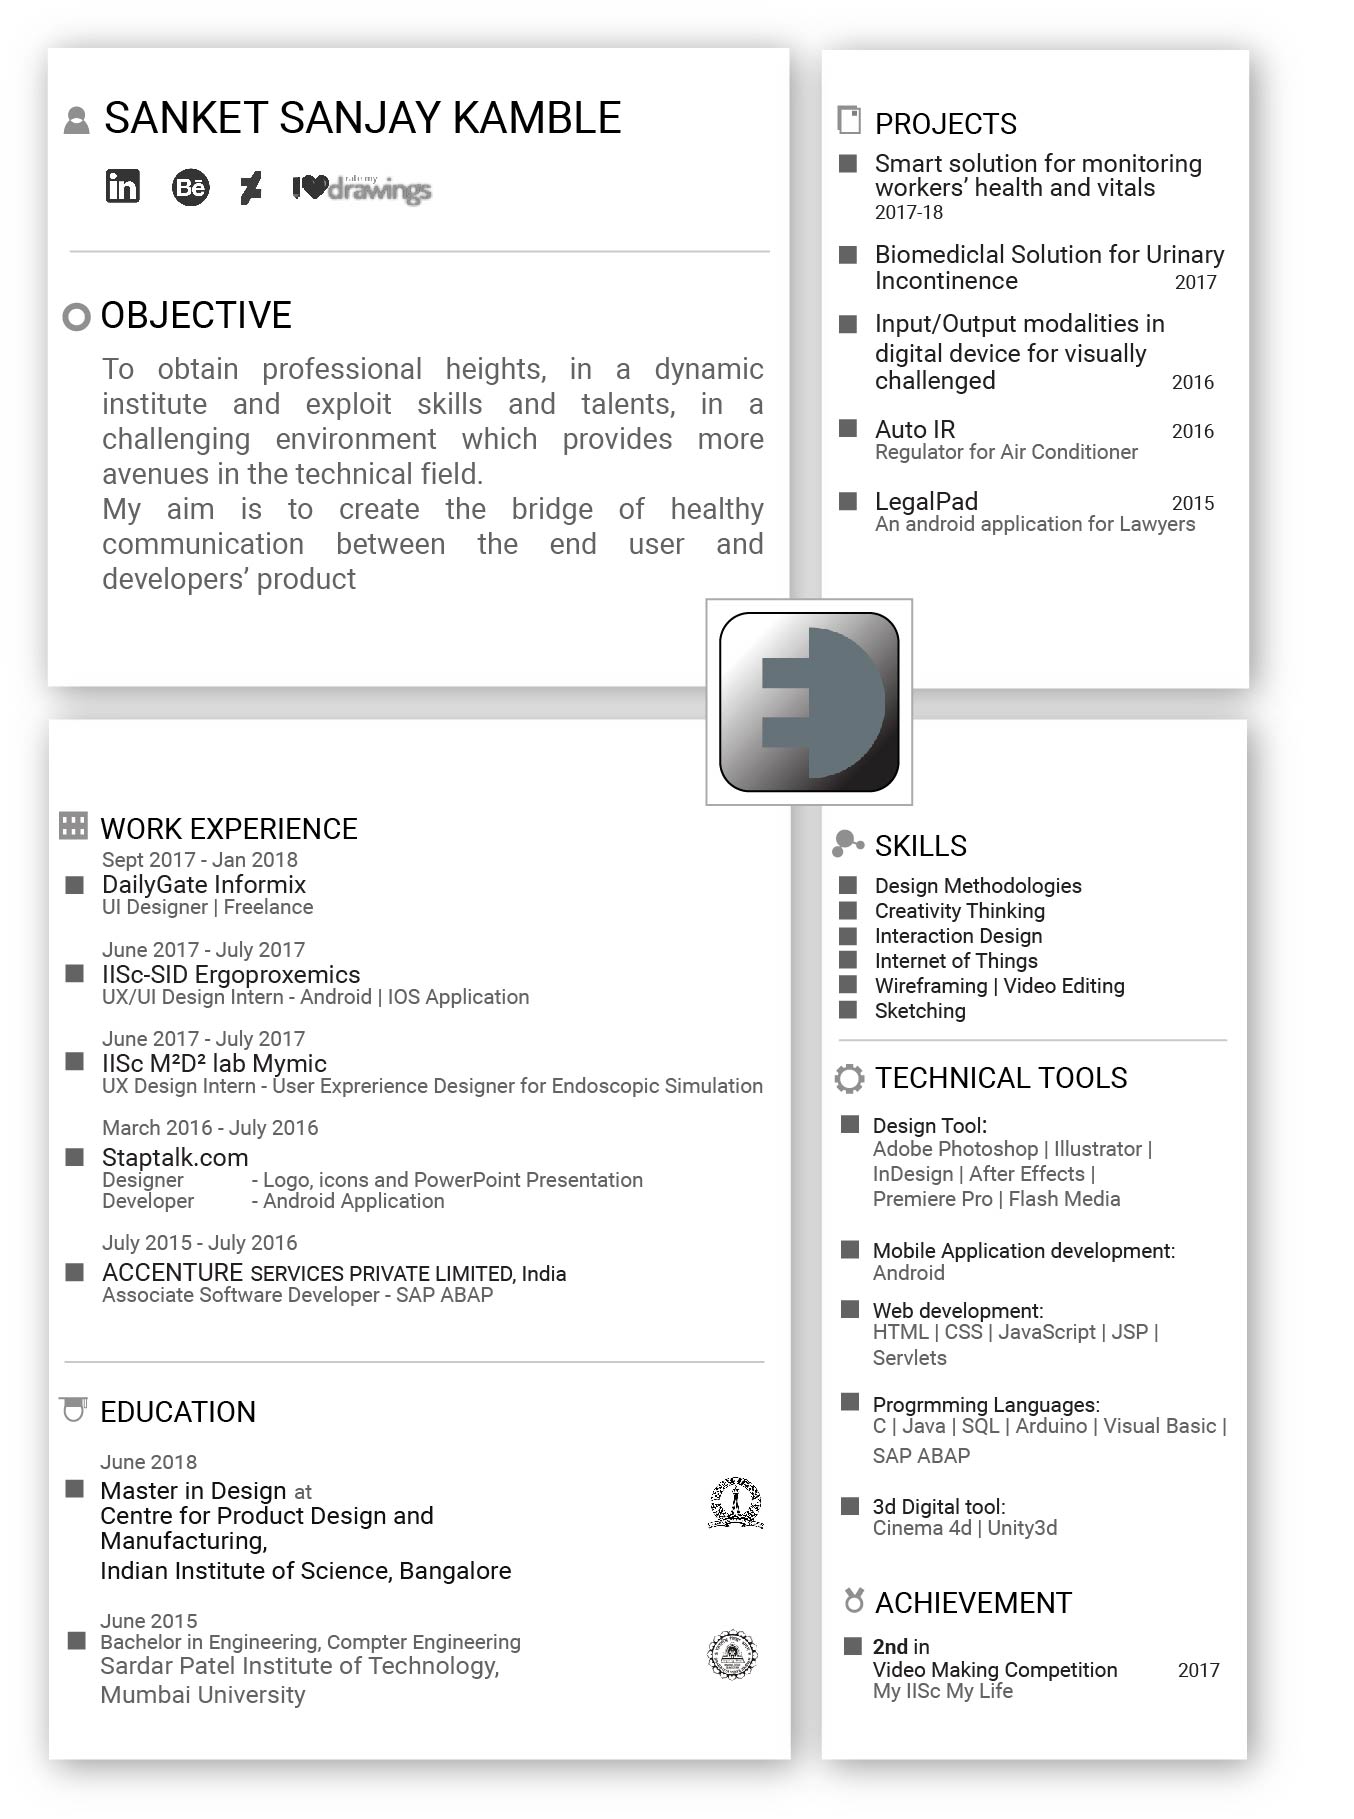 SANKET SANJAY KAMBLE
in Bē I rate my drawings
OBJECTIVE
To obtain professional heights, in a dynamic
institute and exploit skills and talents, in a
challenging environment which provides more
avenues in the technical field.
My aim is to create the bridge of healthy
communication between the end user and
developers’ product
PROJECTS
Smart solution for monitoring
workers’ health and vitals
2017-18
Biomediclal Solution for Urinary
Incontinence 2017
Input/Output modalities in
digital device for visually
challenged 2016
Auto IR 2016
Regulator for Air Conditioner
LegalPad 2015
An android application for Lawyers
WORK EXPERIENCE
Sept 2017 - Jan 2018
DailyGate Informix
UI Designer | Freelance
June 2017 - July 2017
IISc-SID Ergoproxemics
UX/UI Design Intern - Android | IOS Application
June 2017 - July 2017
IISc M²D² lab Mymic
UX Design Intern - User Exprerience Designer for Endoscopic Simulation
March 2016 - July 2016
Staptalk.com
Designer - Logo, icons and PowerPoint Presentation
Developer - Android Application
July 2015 - July 2016
ACCENTURE SERVICES PRIVATE LIMITED, India
Associate Software Developer - SAP ABAP
EDUCATION
June 2018
Master in Design at
Centre for Product Design and
Manufacturing,
Indian Institute of Science, Bangalore
June 2015
Bachelor in Engineering, Compter Engineering
Sardar Patel Institute of Technology,
Mumbai University
SKILLS
Design Methodologies
Creativity Thinking
Interaction Design
Internet of Things
Wireframing | Video Editing
Sketching
TECHNICAL TOOLS
Design Tool:
Adobe Photoshop | Illustrator |
InDesign | After Effects |
Premiere Pro | Flash Media
Mobile Application development:
Android
Web development:
HTML | CSS | JavaScript | JSP |
Servlets
Progrmming Languages:
C | Java | SQL | Arduino | Visual Basic |
SAP ABAP
3d Digital tool:
Cinema 4d | Unity3d
ACHIEVEMENT
2nd in
Video Making Competition 2017
My IISc My Life